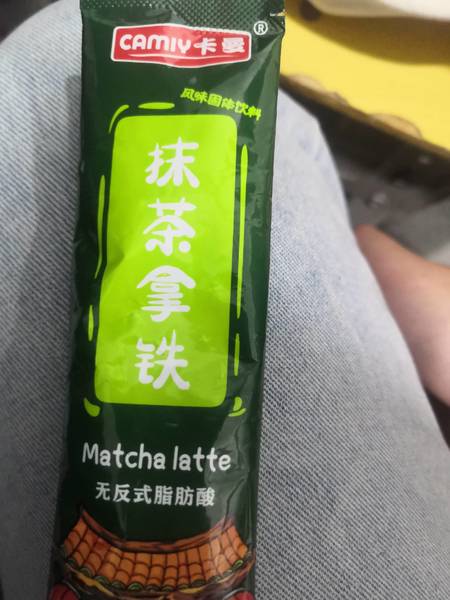 CAMIY卡曼®
风味固体饮料
抹茶拿铁
Matcha latte
无反式脂肪酸